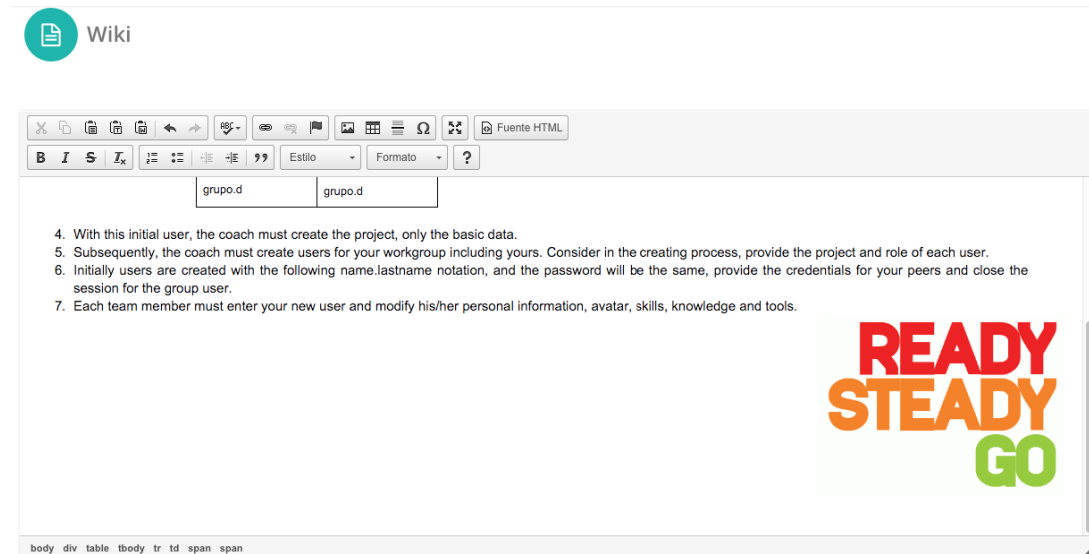 Wiki
ABC
Fuente HTML
B I S Ix
Estilo
Formato
?
grupo.d grupo.d
4. With this initial user, the coach must create the project, only the basic data.
5. Subsequently, the coach must create users for your workgroup including yours. Consider in the creating process, provide the project and role of each user.
6. Initially users are created with the following name.lastname notation, and the password will be the same, provide the credentials for your peers and close the
session for the group user.
7. Each team member must enter your new user and modify his/her personal information, avatar, skills, knowledge and tools.
READY
STEADY
GO
body div table tbody tr td span span